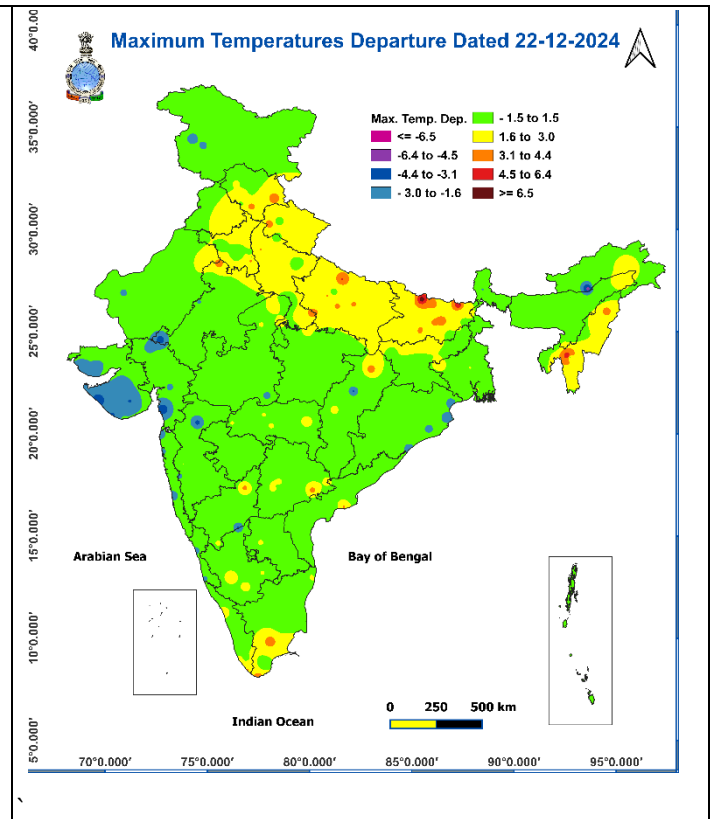 Maximum Temperatures Departure Dated 22-12-2024
Max. Temp. Dep.
<= -6.5
-6.4 to -4.5
-4.4 to -3.1
- 3.0 to -1.6
- 1.5 to 1.5
1.6 to 3.0
3.1 to 4.4
4.5 to 6.4
>= 6.5
40°0.000'
35°0.000'
30°0.000'
25°0.000'
20°0.000'
15°0.000'
10°0.000'
5°0.000'
Arabian Sea
Bay of Bengal
Indian Ocean
0 250 500 km
70°0.000' 75°0.000' 80°0.000' 85°0.000' 90°0.000' 95°0.000'
`